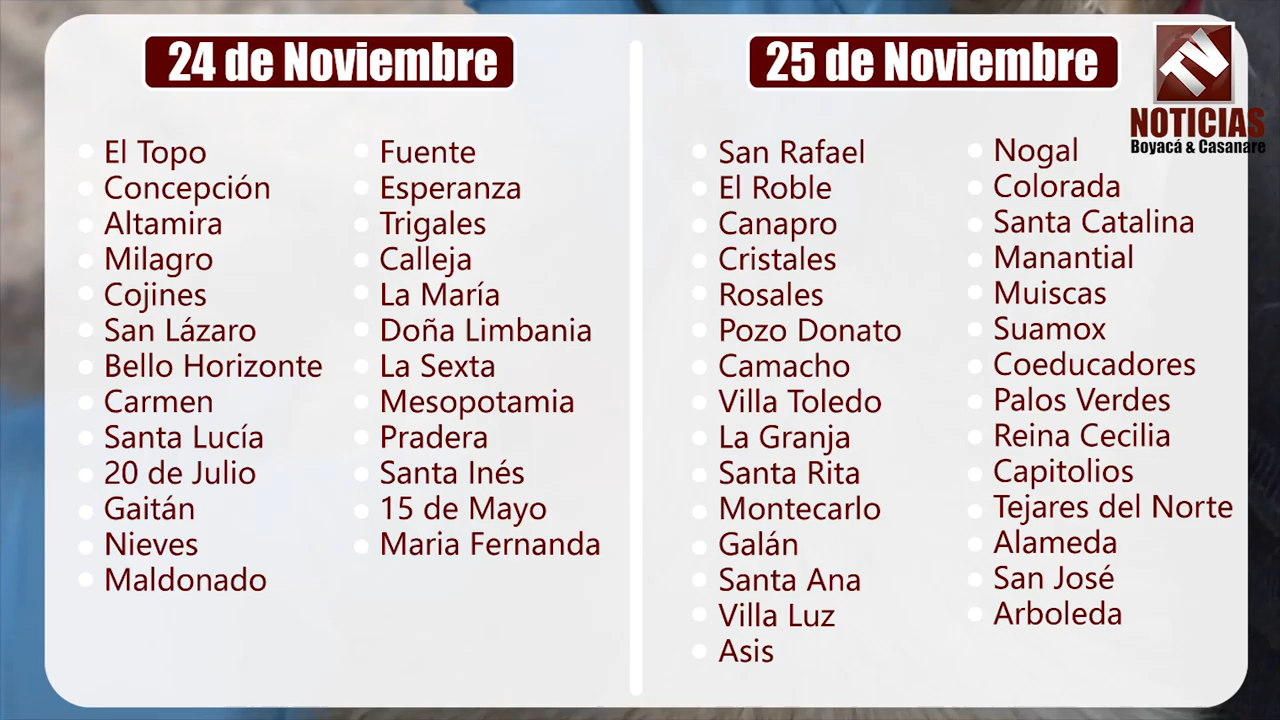 24 de Noviembre
El Topo
Concepción
Altamira
Milagro
Cojines
San Lázaro
Bello Horizonte
Carmen
Santa Lucía
20 de Julio
Gaitán
Nieves
Maldonado
Fuente
Esperanza
Trigales
Calleja
La María
Doña Limbania
La Sexta
Mesopotamia
Pradera
Santa Inés
15 de Mayo
Maria Fernanda
25 de Noviembre
San Rafael
El Roble
Canapro
Cristales
Rosales
Pozo Donato
Camacho
Villa Toledo
La Granja
Santa Rita
Montecarlo
Galán
Santa Ana
Villa Luz
Asis
Nogal
Colorada
Santa Catalina
Manantial
Muiscas
Suamox
Coeducadores
Palos Verdes
Reina Cecilia
Capitolios
Tejares del Norte
Alameda
San José
Arboleda
TN
NOTICIAS
Boyacá & Casanare